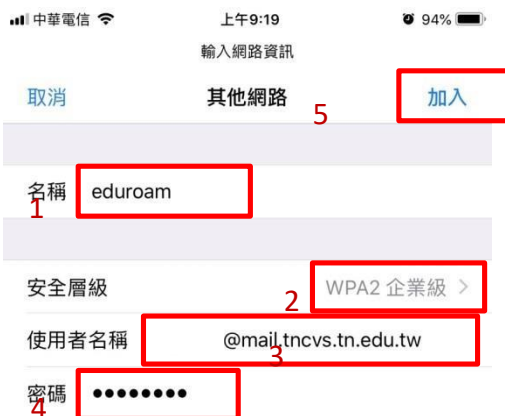 中華電信 上午9:19 94%
輸入網路資訊
取消 其他網路 5 加入
名稱 eduroam
1
安全層級 WPA2 企業級 >
2
使用者名稱 @mail.tncvs.tn.edu.tw
3
密碼 ●●●●●●●●
4